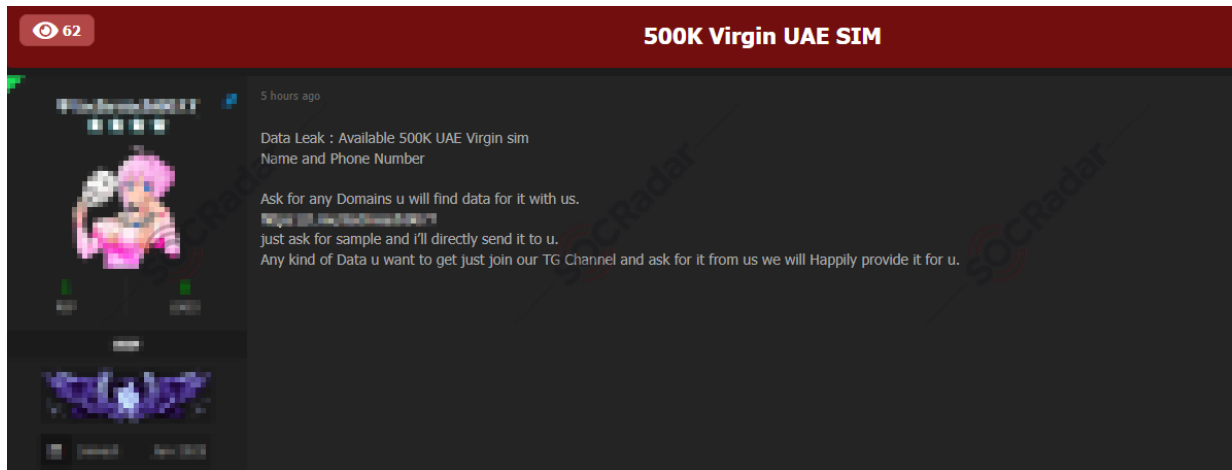 62
500K Virgin UAE SIM
5 hours ago
Data Leak : Available 500K UAE Virgin sim
Name and Phone Number
Ask for any Domains u will find data for it with us.
just ask for sample and i'll directly send it to u.
Any kind of Data u want to get just join our TG Channel and ask for it from us we will Happily provide it for u.
SOCRadar
SOCRadar
SOCRadar